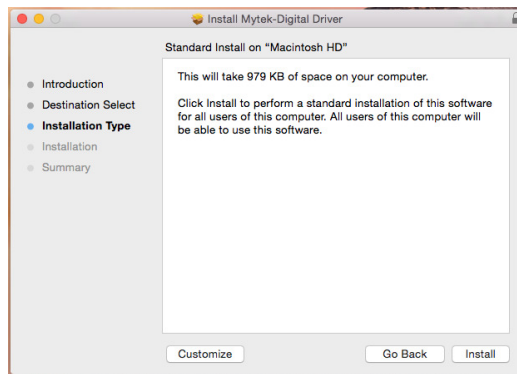 Install Mytek-Digital Driver
Standard Install on "Macintosh HD"
Introduction
Destination Select
Installation Type
Installation
Summary
This will take 979 KB of space on your computer.
Click Install to perform a standard installation of this software
for all users of this computer. All users of this computer will
be able to use this software.
Customize
Go Back
Install